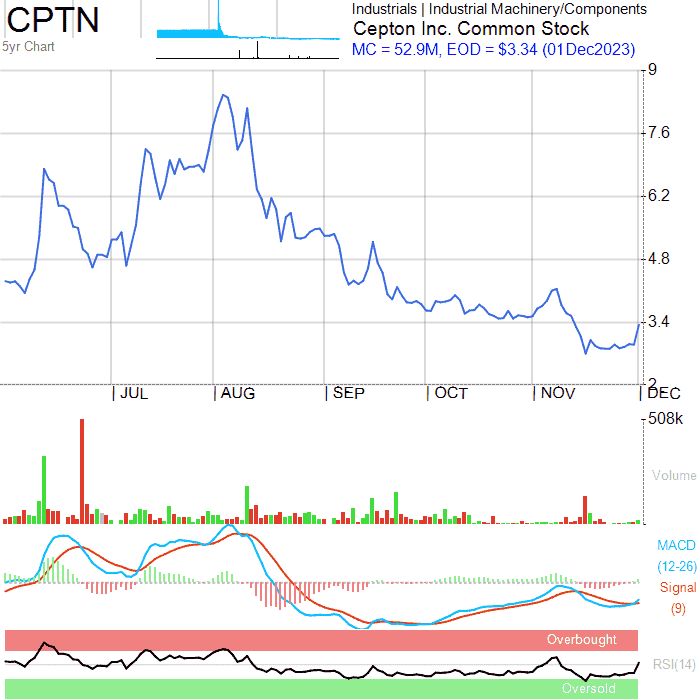 CPTN
5yr Chart
Industrials | Industrial Machinery/Components
Cepton Inc. Common Stock
MC = 52.9M, EOD = $3.34 (01Dec2023)
9
7.6
6.2
4.8
3.4
2
| JUL | AUG | SEP | OCT | NOV | DEC
508k
Volume
MACD
(12-26)
Signal
(9)
Overbought
RSI(14)
Oversold